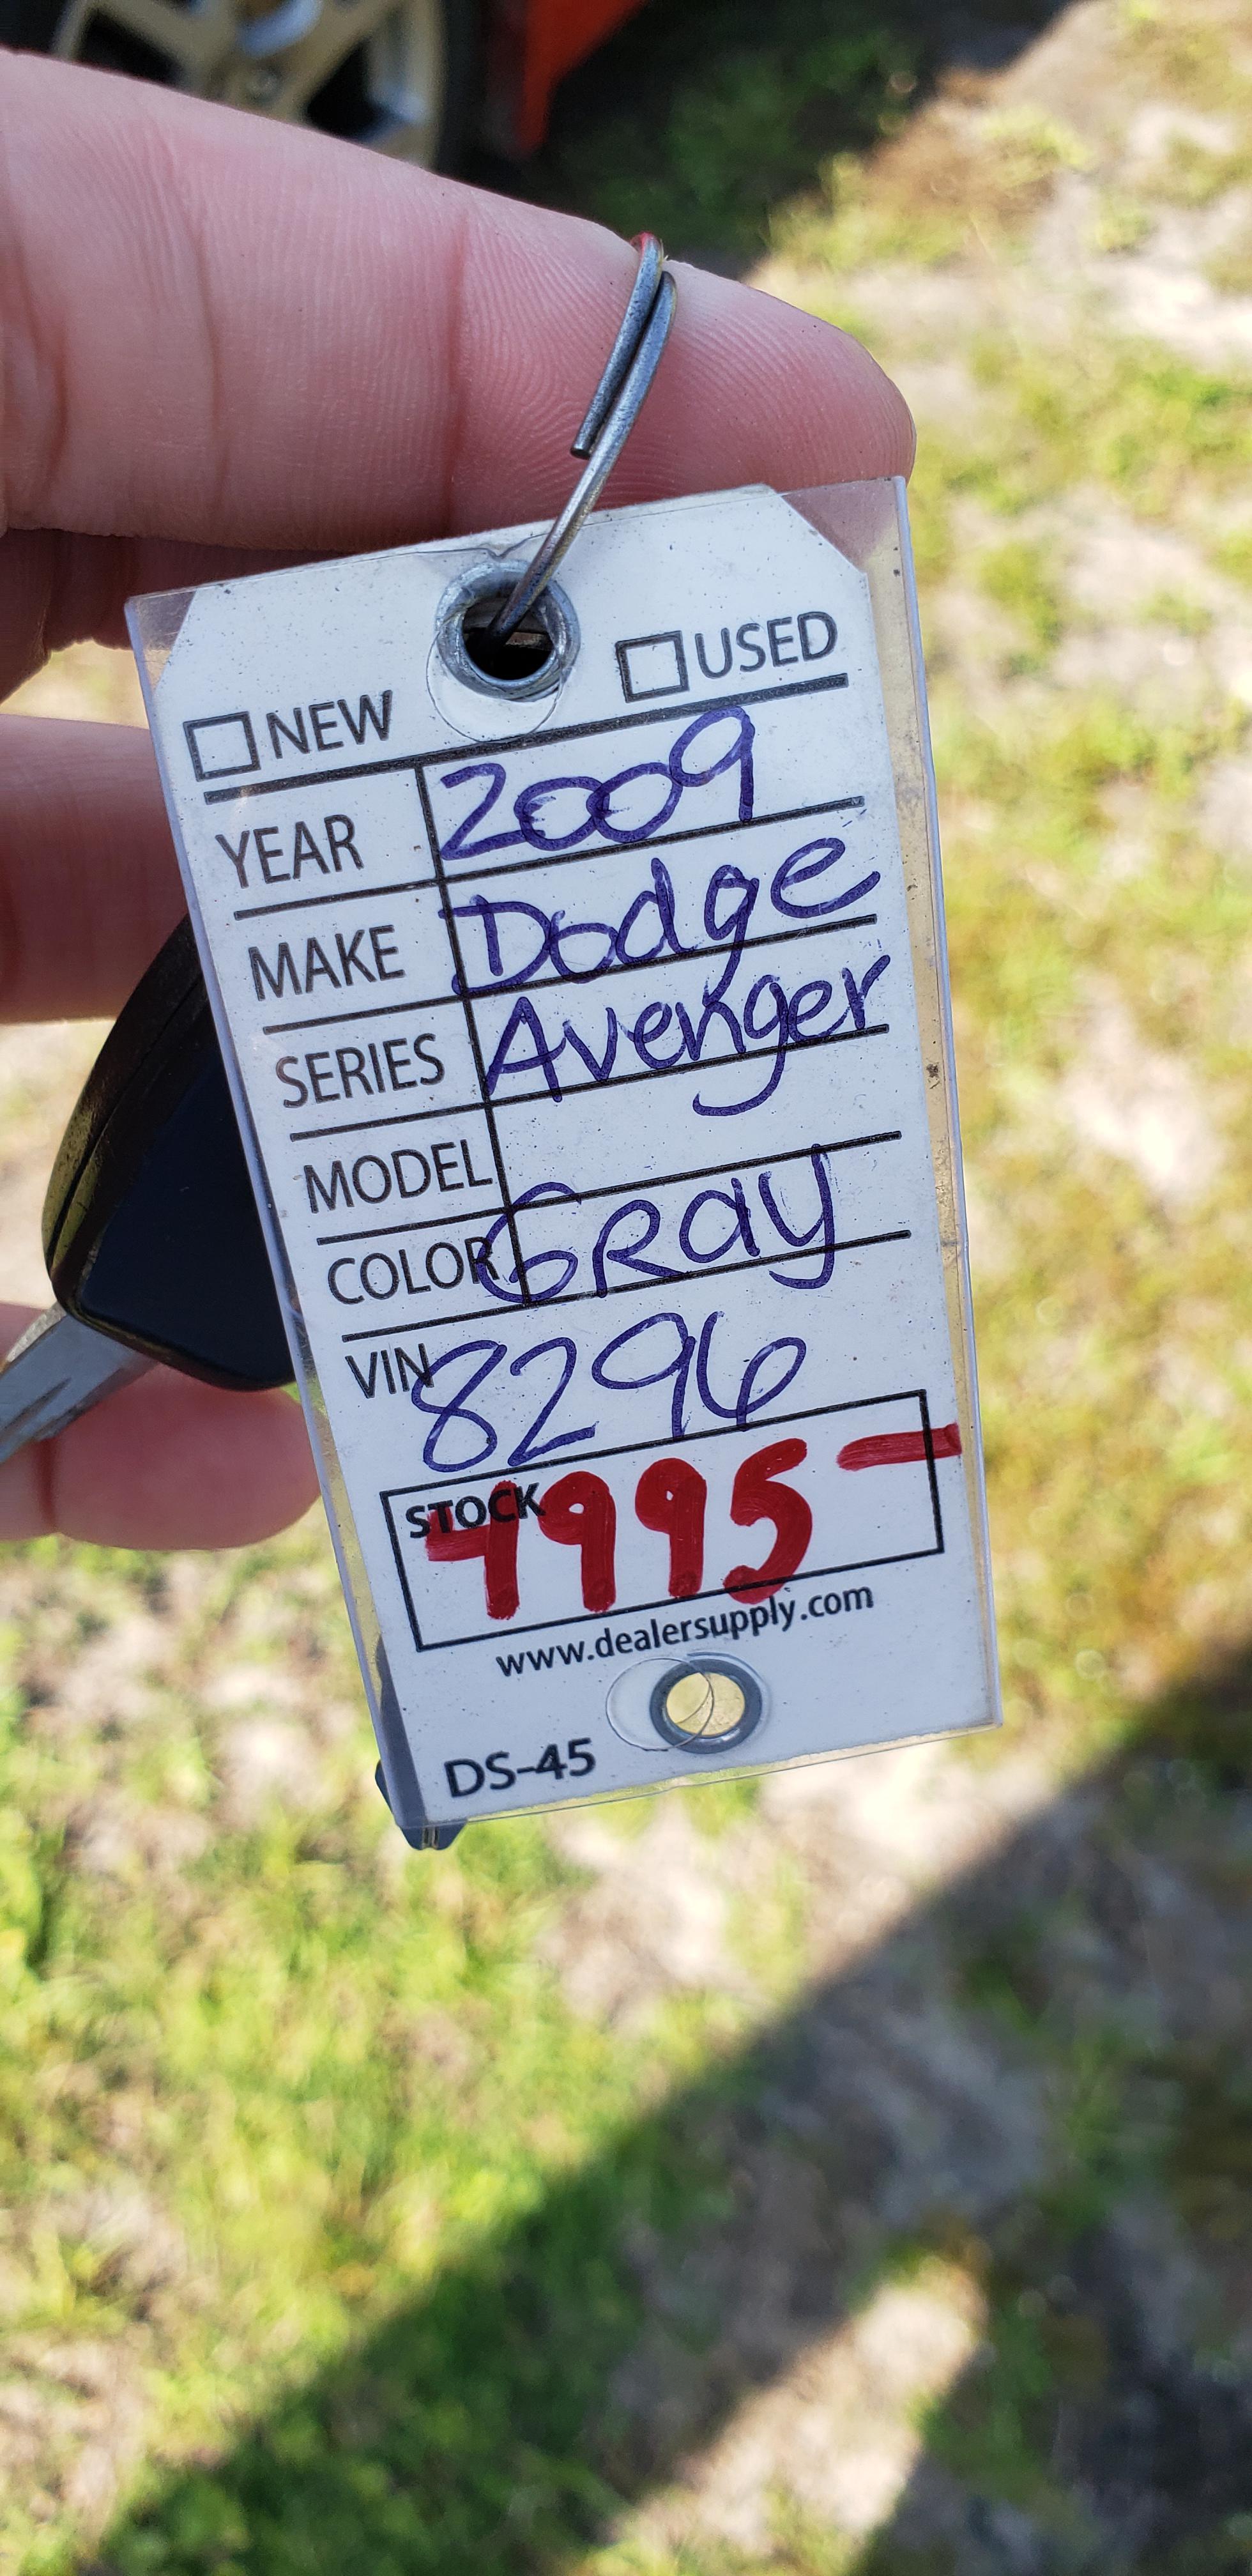 NEW USED
YEAR 2009
MAKE Dodge
SERIES Avenger
MODEL
COLOR GRay
VIN 8296
STOCK 4995-
www.dealersupply.com
DS-45